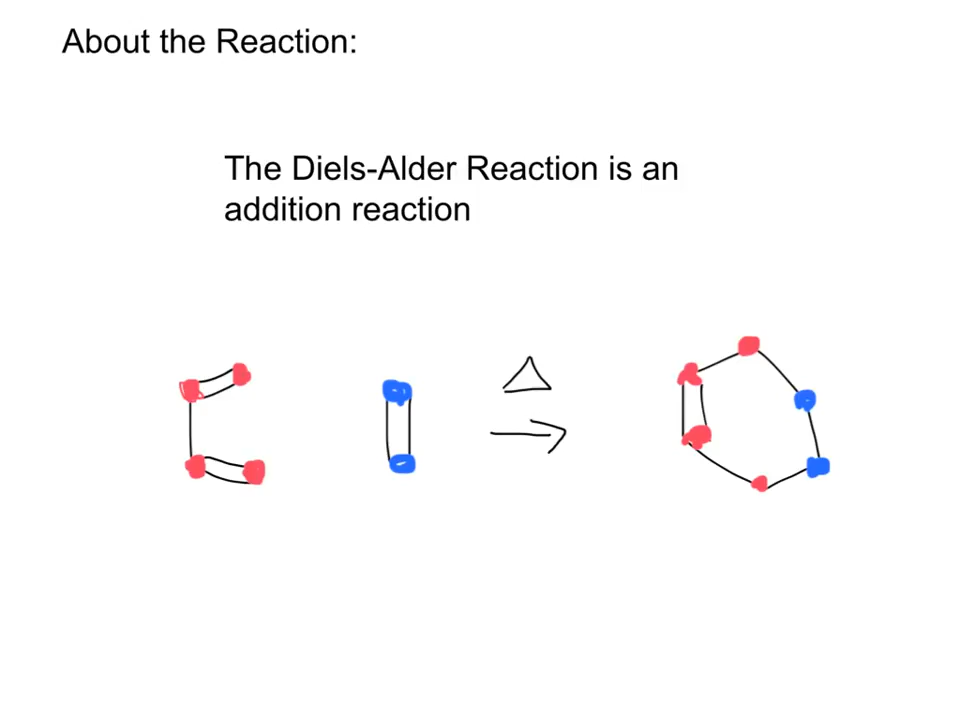 About the Reaction:
The Diels-Alder Reaction is an
addition reaction